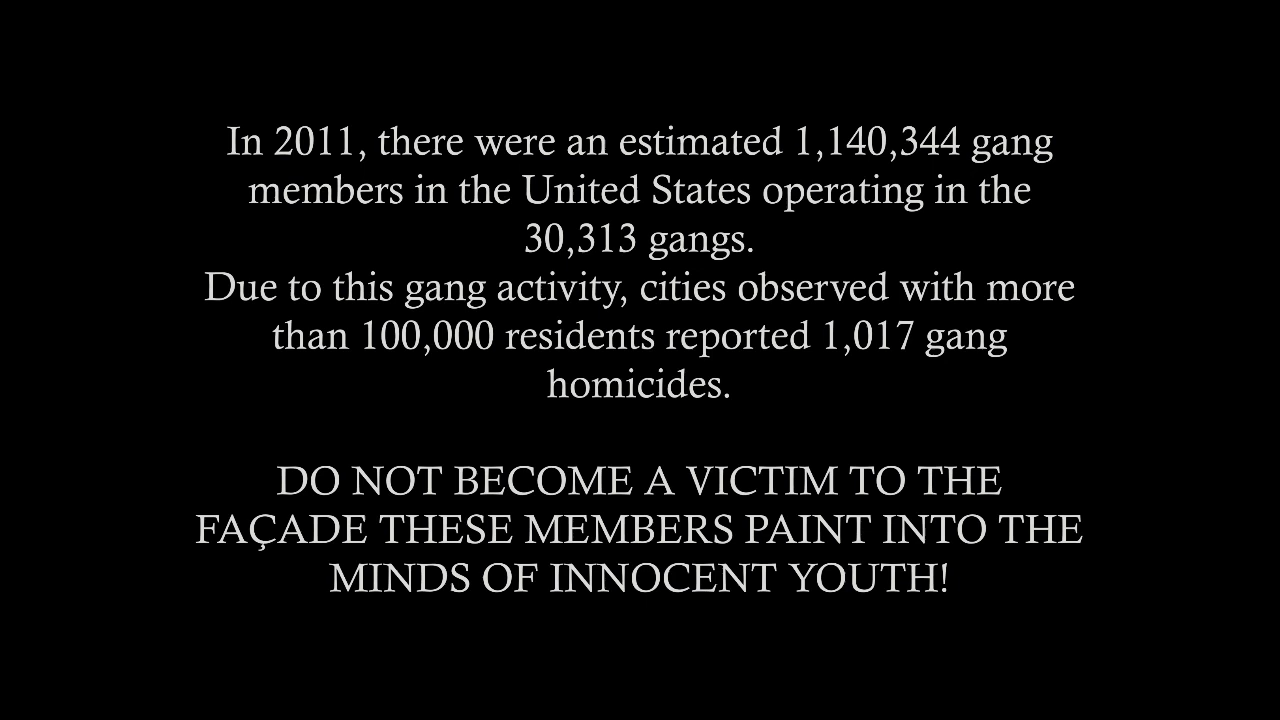 In 2011, there were an estimated 1,140,344 gang
members in the United States operating in the
30,313 gangs.
Due to this gang activity, cities observed with more
than 100,000 residents reported 1,017 gang
homicides.
DO NOT BECOME A VICTIM TO THE
FAÇADE THESE MEMBERS PAINT INTO THE
MINDS OF INNOCENT YOUTH!